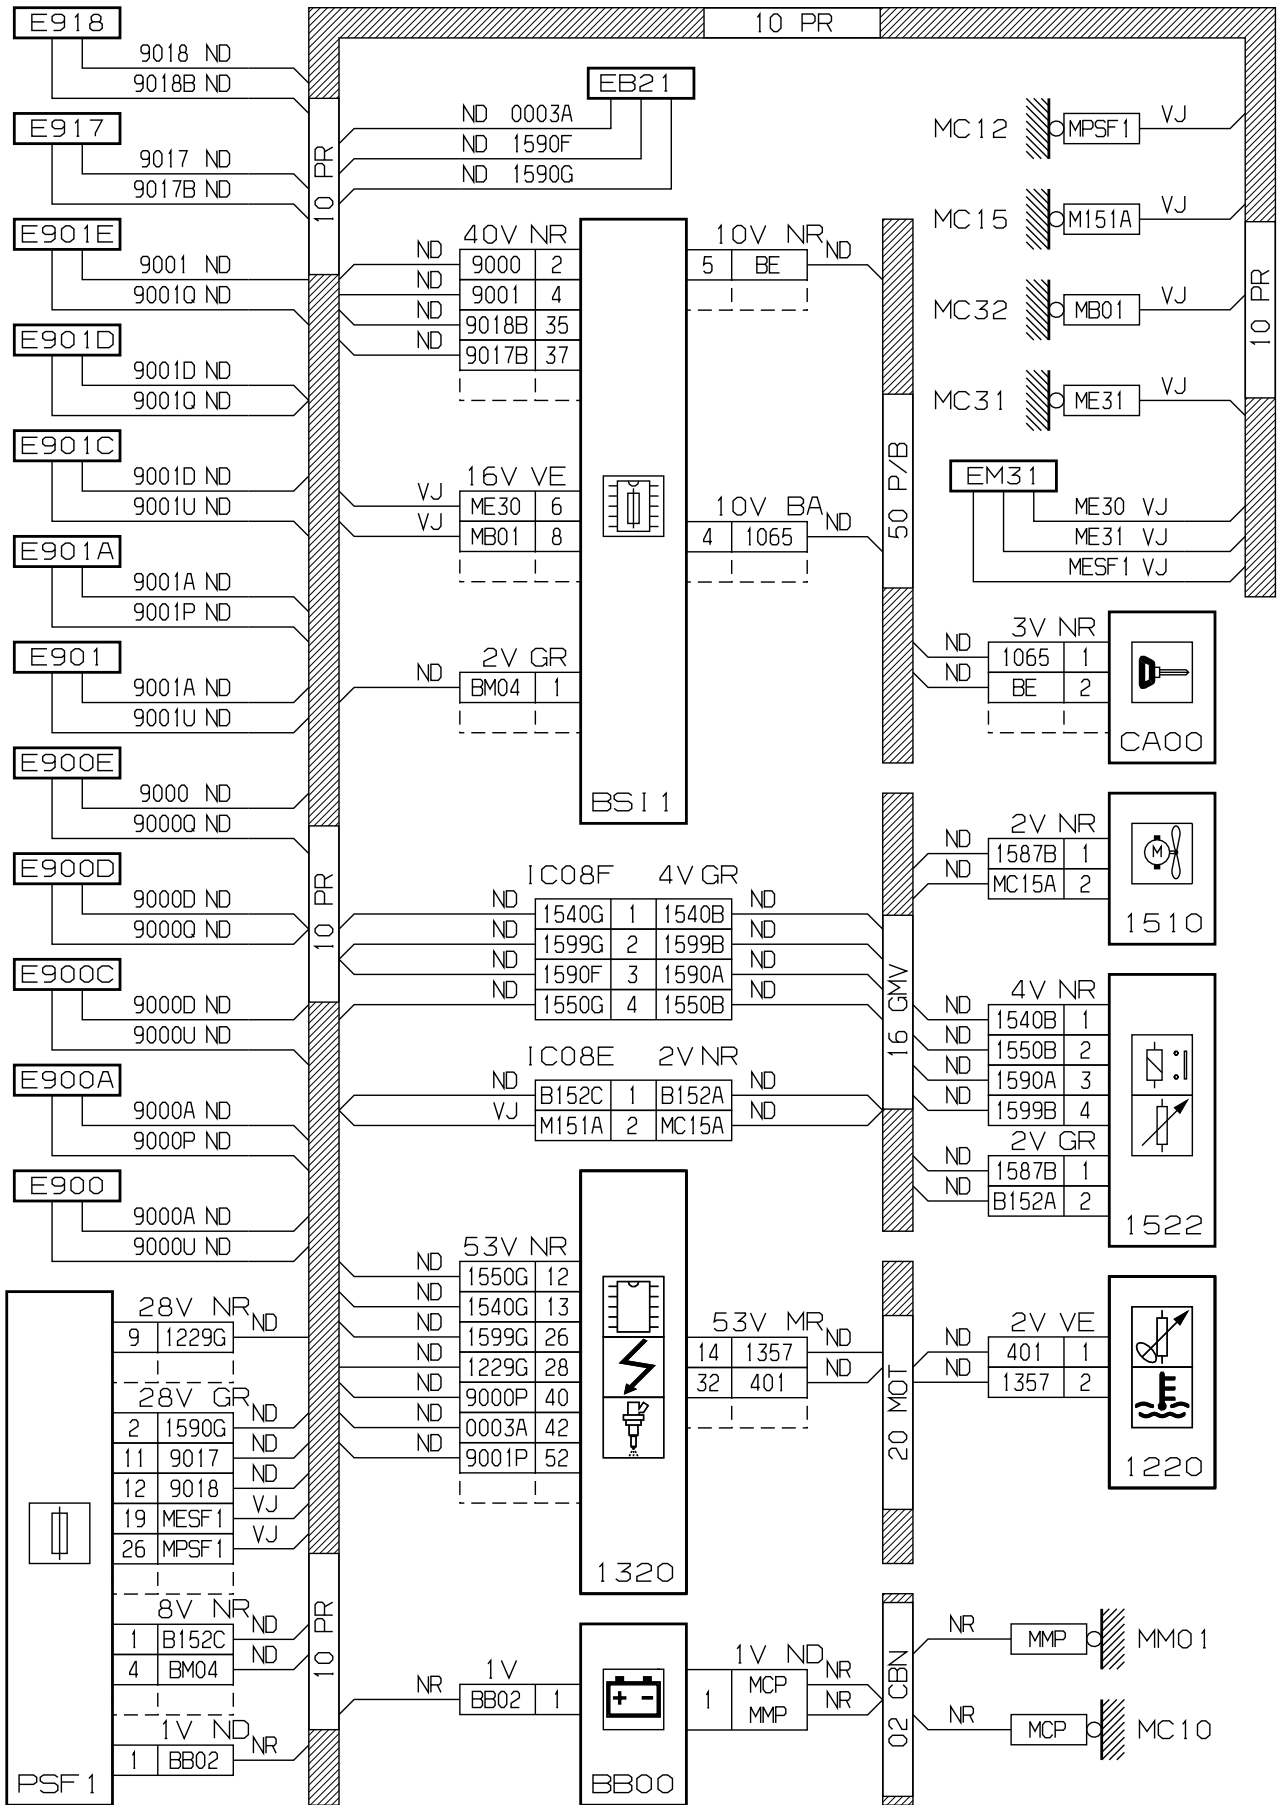 10 PR
E918
9018 ND
9018B ND
E917
9017 ND
9017B ND
E901E
9001 ND
9001Q ND
E901D
9001D ND
9001Q ND
E901C
9001D ND
9001U ND
E901A
9001A ND
9001P ND
E901
9001A ND
9001U ND
E900E
9000 ND
9000Q ND
E900D
9000D ND
9000Q ND
E900C
9000D ND
9000U ND
E900A
9000A ND
9000P ND
E900
9000A ND
9000U ND
28V NR
9 1229G ND
28V GR
2 1590G ND
11 9017 ND
12 9018 ND
19 MESF1 VJ
26 MPSF1 VJ
8V NR
1 B152C ND
4 BM04 ND
1V ND
1 BB02 NR
PSF1
10 PR
10 PR
10 PR
EB21
ND 0003A
ND 1590F
ND 1590G
40V NR
ND 9000 2
ND 9001 4
ND 9018B 35
ND 9017B 37
16V VE
VJ ME30 6
VJ MB01 8
2V GR
ND BM04 1
BSI1
10V NR
5 BE ND
10V BA
4 1065 ND
IC08F 4V GR
ND 1540G 1 1540B ND
ND 1599G 2 1599B ND
ND 1590F 3 1590A ND
ND 1550G 4 1550B ND
IC08E 2V NR
ND B152C 1 B152A ND
VJ M151A 2 MC15A ND
53V NR
ND 1550G 12
ND 1540G 13
ND 1599G 26
ND 1229G 28
ND 9000P 40
ND 0003A 42
ND 9001P 52
1320
53V MR
14 1357 ND
32 401 ND
1V
NR BB02 1
+ -
BB00
1V ND
1 MCP NR
MMP NR
50 P/B
16 GMV
20 MOT
02 CBN
MC12 MPSF1 VJ
MC15 M151A VJ
MC32 MB01 VJ
MC31 ME31 VJ
10 PR
EM31
ME30 VJ
ME31 VJ
MESF1 VJ
3V NR
ND 1065 1
ND BE 2
CA00
2V NR
ND 1587B 1
ND MC15A 2
M
1510
4V NR
ND 1540B 1
ND 1550B 2
ND 1590A 3
ND 1599B 4
2V GR
ND 1587B 1
ND B152A 2
1522
2V VE
ND 401 1
ND 1357 2
1220
NR MMP MM01
NR MCP MC10